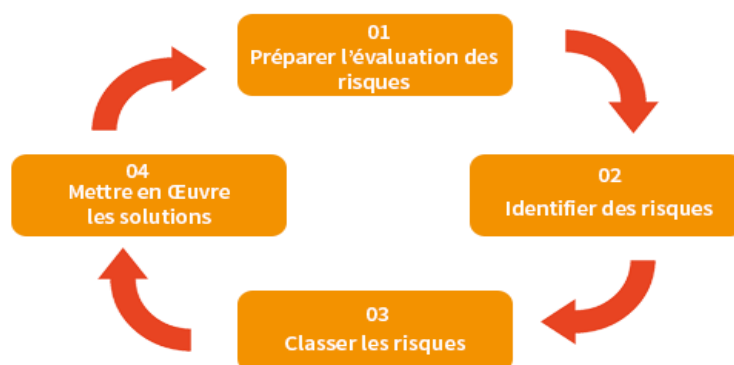 01
Préparer l'évaluation des
risques
02
Identifier des risques
03
Classer les risques
04
Mettre en Œuvre
les solutions